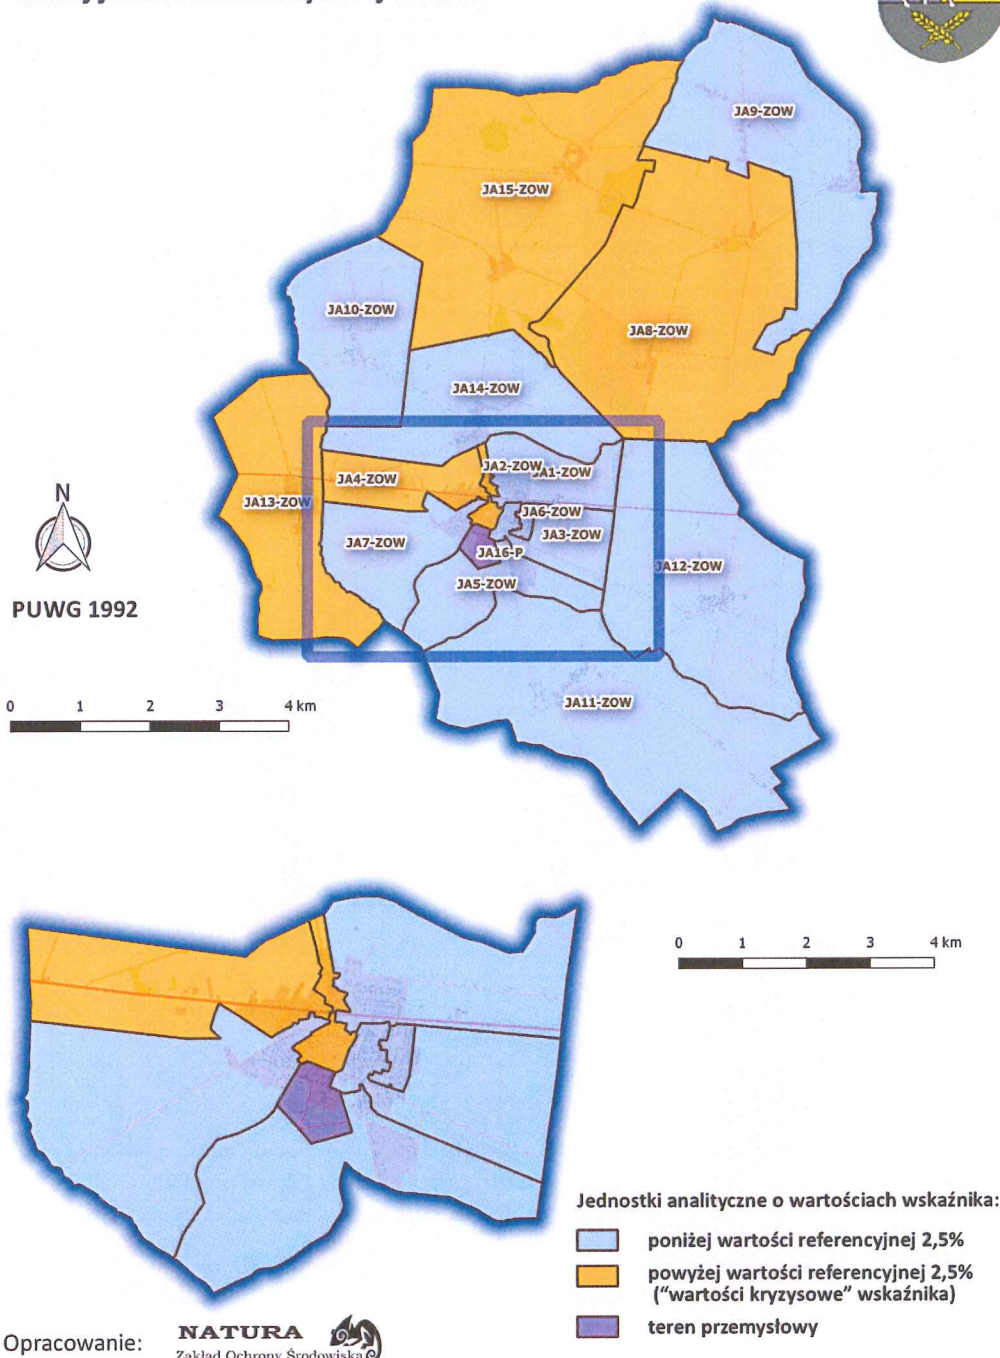 JA9-ZOW
JA15-ZOW
JA10-ZOW
JA8-ZOW
JA14-ZOW
JA2-ZOW
JA1-ZOW
JA4-ZOW
JA13-ZOW
JA6-ZOW
JA3-ZOW
JA7-ZOW
JA16-P
JA5-ZOW
JA12-ZOW
JA11-ZOW
N
PUWG 1992
0 1 2 3 4 km
0 1 2 3 4 km
Jednostki analityczne o wartościach wskaźnika:
poniżej wartości referencyjnej 2,5%
powyżej wartości referencyjnej 2,5%
("wartości kryzysowe" wskaźnika)
teren przemysłowy
Opracowanie:
NATURA
Zakład Ochrony Środowiska